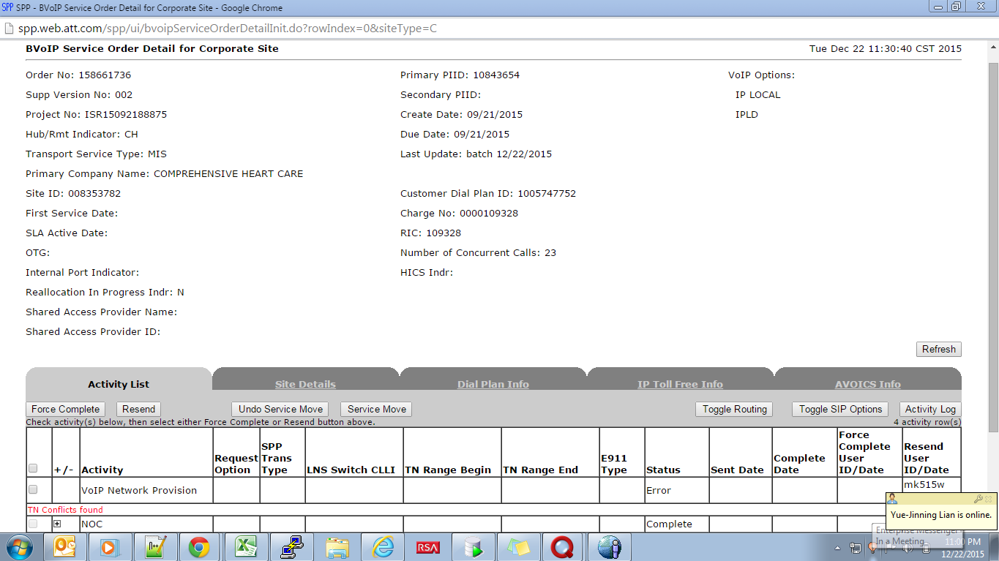 SPP SPP - BVoIP Service Order Detail for Corporate Site - Google Chrome
spp.web.att.com/spp/ui/bvoipServiceOrderDetailInit.do?rowIndex=0&siteType=C
BVoIP Service Order Detail for Corporate Site Tue Dec 22 11:30:40 CST 2015
Order No: 158661736 Primary PIID: 10843654 VoIP Options:
Supp Version No: 002 Secondary PIID: IP LOCAL
Project No: ISR15092188875 Create Date: 09/21/2015 IPLD
Hub/Rmt Indicator: CH Due Date: 09/21/2015
Transport Service Type: MIS Last Update: batch 12/22/2015
Primary Company Name: COMPREHENSIVE HEART CARE
Site ID: 008353782 Customer Dial Plan ID: 1005747752
First Service Date: Charge No: 0000109328
SLA Active Date: RIC: 109328
OTG: Number of Concurrent Calls: 23
Internal Port Indicator: HICS Indr:
Reallocation In Progress Indr: N
Shared Access Provider Name:
Shared Access Provider ID:
Refresh
Activity List Site Details Dial Plan Info IP Toll Free Info AVOICS Info
Force Complete Resend Undo Service Move Service Move Toggle Routing Toggle SIP Options Activity Log
Check activity(s) below, then select either Force Complete or Resend button above. 4 activity row(s)
+/- Activity Request Option SPP Trans Type LNS Switch CLLI TN Range Begin TN Range End E911 Type Status Sent Date Complete Date Force Complete User ID/Date Resend User ID/Date
VoIP Network Provision Error mk515w
TN Conflicts found
NOC Complete
Yue-Jinning Lian is online.
Enterprise Messenger
In a Meeting
n++
RSA
11:00 PM
12/22/2015